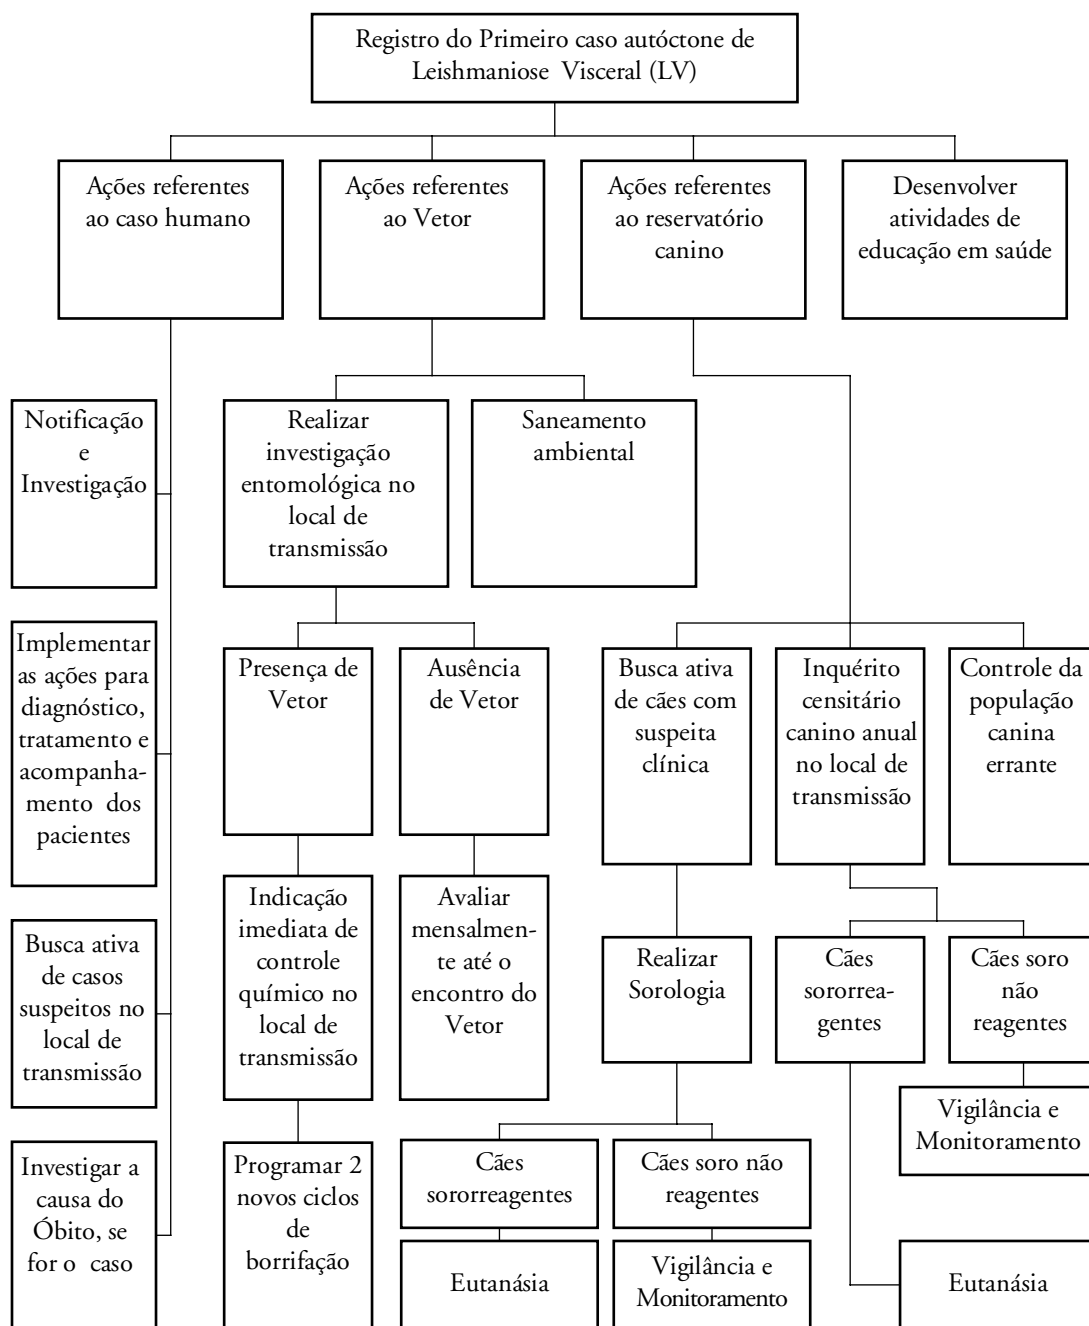 Registro do Primeiro caso autóctone de
Leishmaniose Visceral (LV)
Ações referentes
ao caso humano
Ações referentes
ao Vetor
Ações referentes
ao reservatório
canino
Desenvolver
atividades de
educação em saúde
Notificação
e
Investigação
Realizar
investigação
entomológica no
local de
transmissão
Saneamento
ambiental
Implementar
as ações para
diagnóstico,
tratamento e
acompanha-
mento dos
pacientes
Presença de
Vetor
Ausência
de Vetor
Busca ativa
de cães com
suspeita
clínica
Inquérito
censitário
canino anual
no local de
transmissão
Controle da
população
canina
errante
Busca ativa
de casos
suspeitos no
local de
transmissão
Indicação
imediata de
controle
químico no
local de
transmissão
Avaliar
mensalmen-
te até o
encontro do
Vetor
Realizar
Sorologia
Cães
sororrea-
gentes
Cães soro
não
reagentes
Vigilância e
Monitoramento
Investigar a
causa do
Óbito, se
for o caso
Programar 2
novos ciclos
de
borrifação
Cães
sororreagentes
Cães soro não
reagentes
Eutanásia
Vigilância e
Monitoramento
Eutanásia